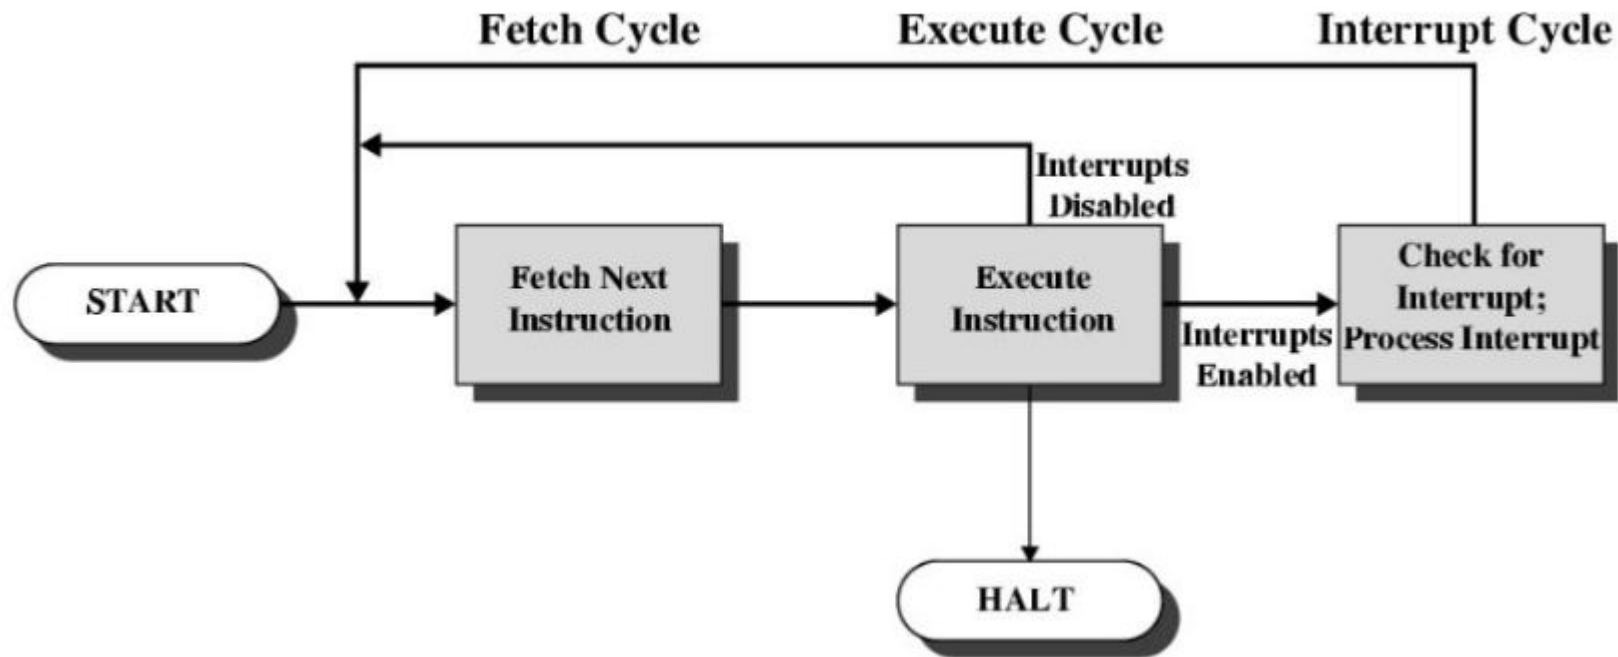 Fetch Cycle
Execute Cycle
Interrupt Cycle
Interrupts
Disabled
START
Fetch Next
Instruction
Execute
Instruction
Interrupts
Enabled
Check for
Interrupt;
Process Interrupt
HALT